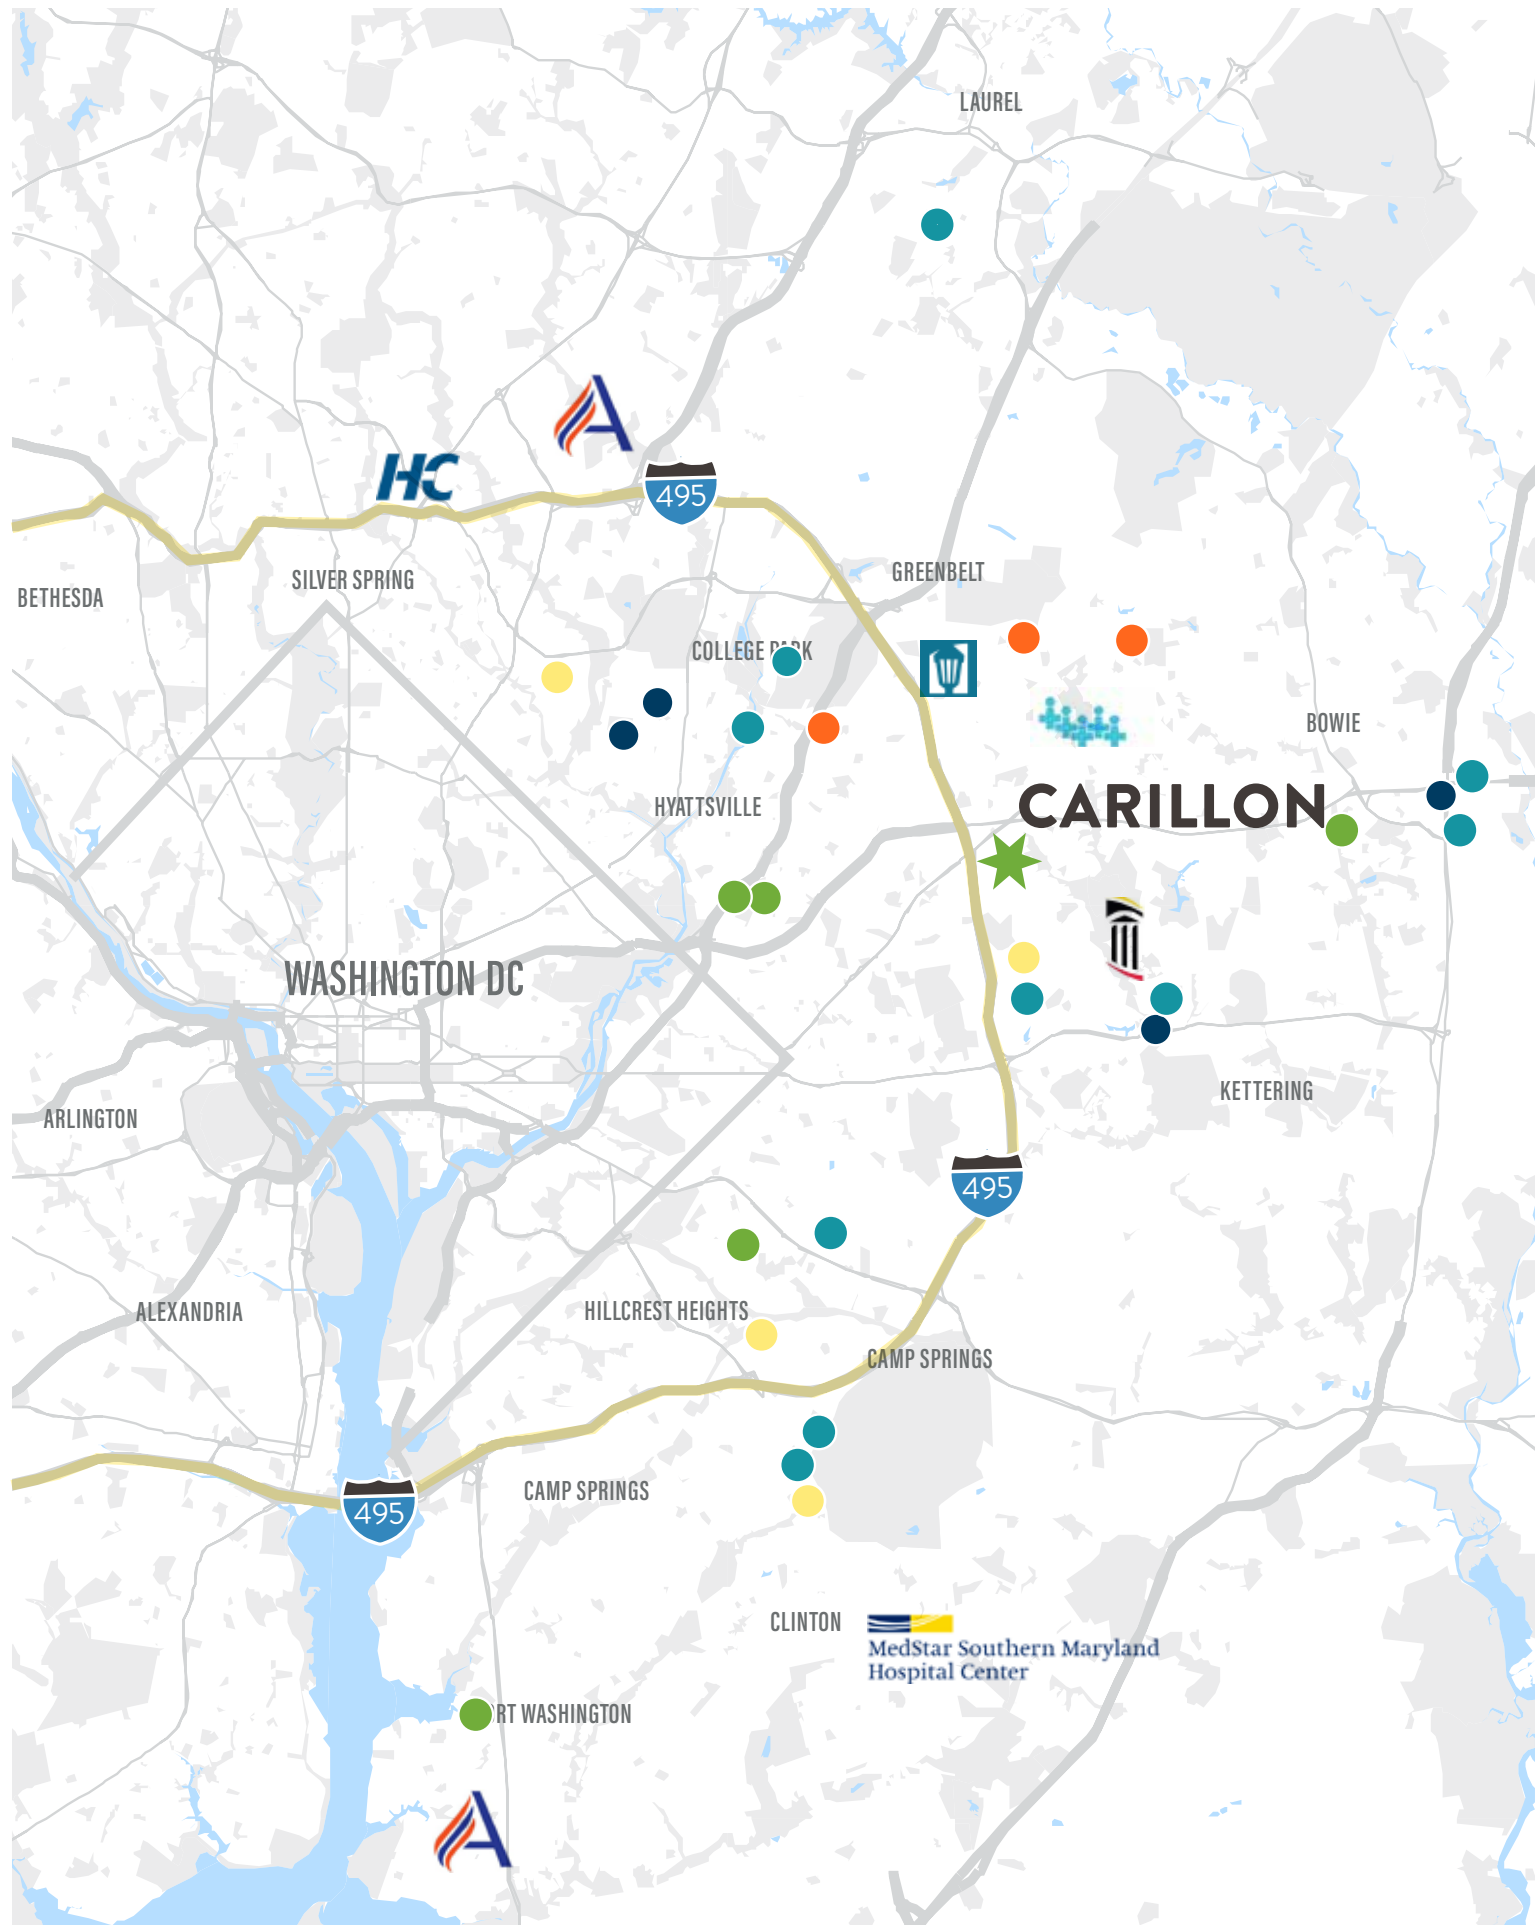 LAUREL
HC
A
495
GREENBELT
SILVER SPRING
BETHESDA
COLLEGE
BOWIE
CARILLON
HYATTSVILLE
WASHINGTON DC
KETTERING
ARLINGTON
495
ALEXANDRIA
HILLCREST HEIGHTS
CAMP SPRINGS
CAMP SPRINGS
495
CLINTON
MedStar Southern Maryland
Hospital Center
RT WASHINGTON
A